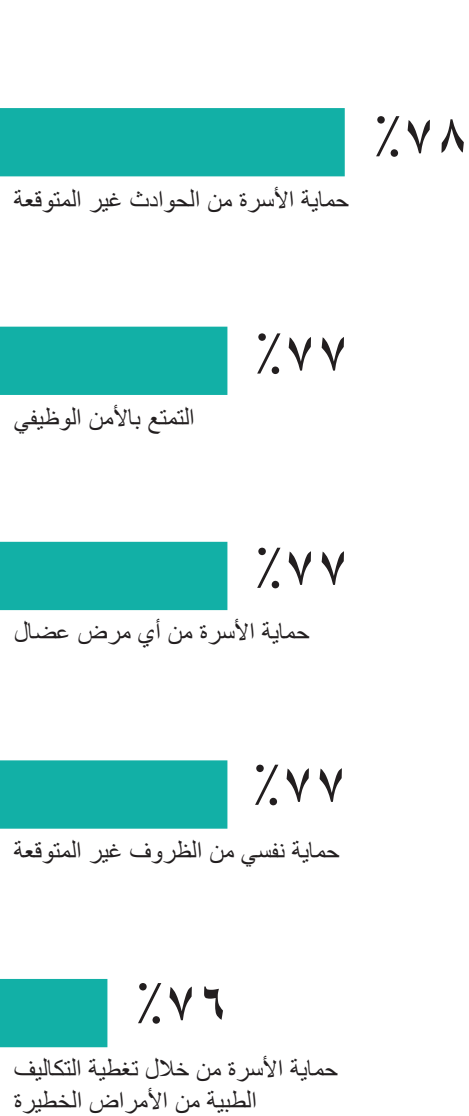 ٪٧٨
حماية الأسرة من الحوادث غير المتوقعة
٪٧٧
التمتع بالأمن الوظيفي
٪٧٧
حماية الأسرة من أي مرض عضال
٪٧٧
حماية نفسي من الظروف غير المتوقعة
٪٧٦
حماية الأسرة من خلال تغطية التكاليف
الطبية من الأمراض الخطيرة